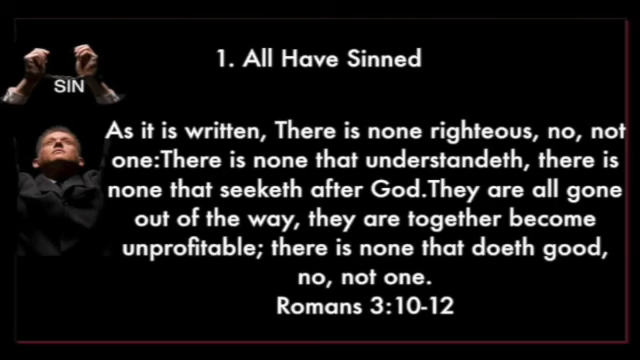 1. All Have Sinned
SIN
As it is written, There is none righteous, no, not
one:There is none that understandeth, there is
none that seeketh after God.They are all gone
out of the way, they are together become
unprofitable; there is none that doeth good,
no, not one.
Romans 3:10-12